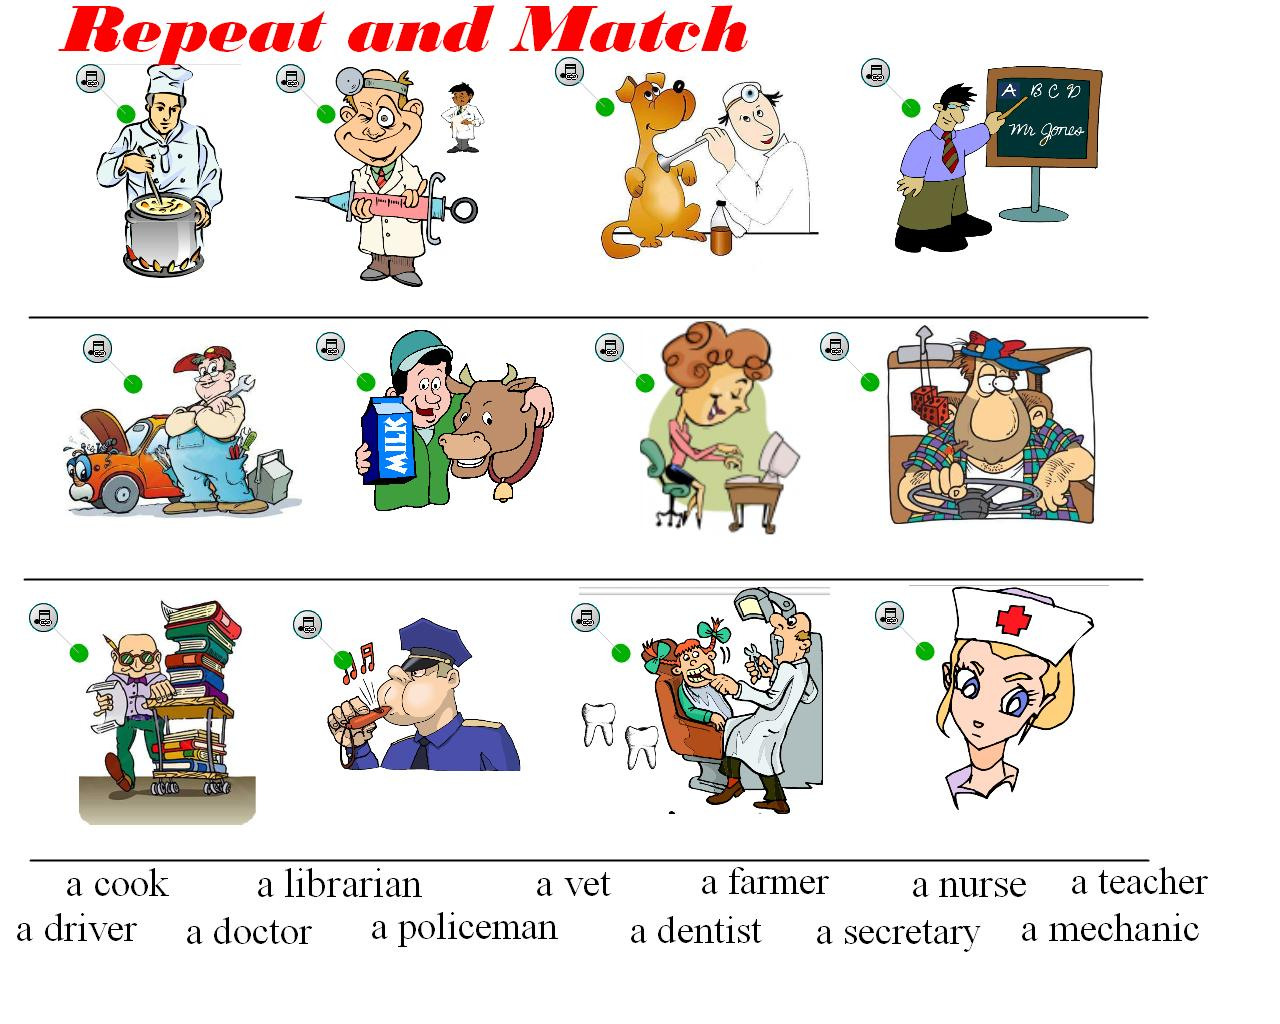 Repeat and Match
A B C D
Mr Jones
MILK
a cook a librarian a vet a farmer a nurse a teacher
a driver a doctor a policeman a dentist a secretary a mechanic